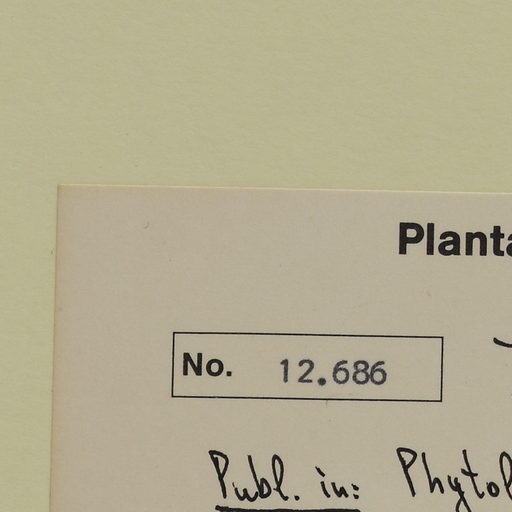 Planta
No. 12.686
Publ. in: Phytol